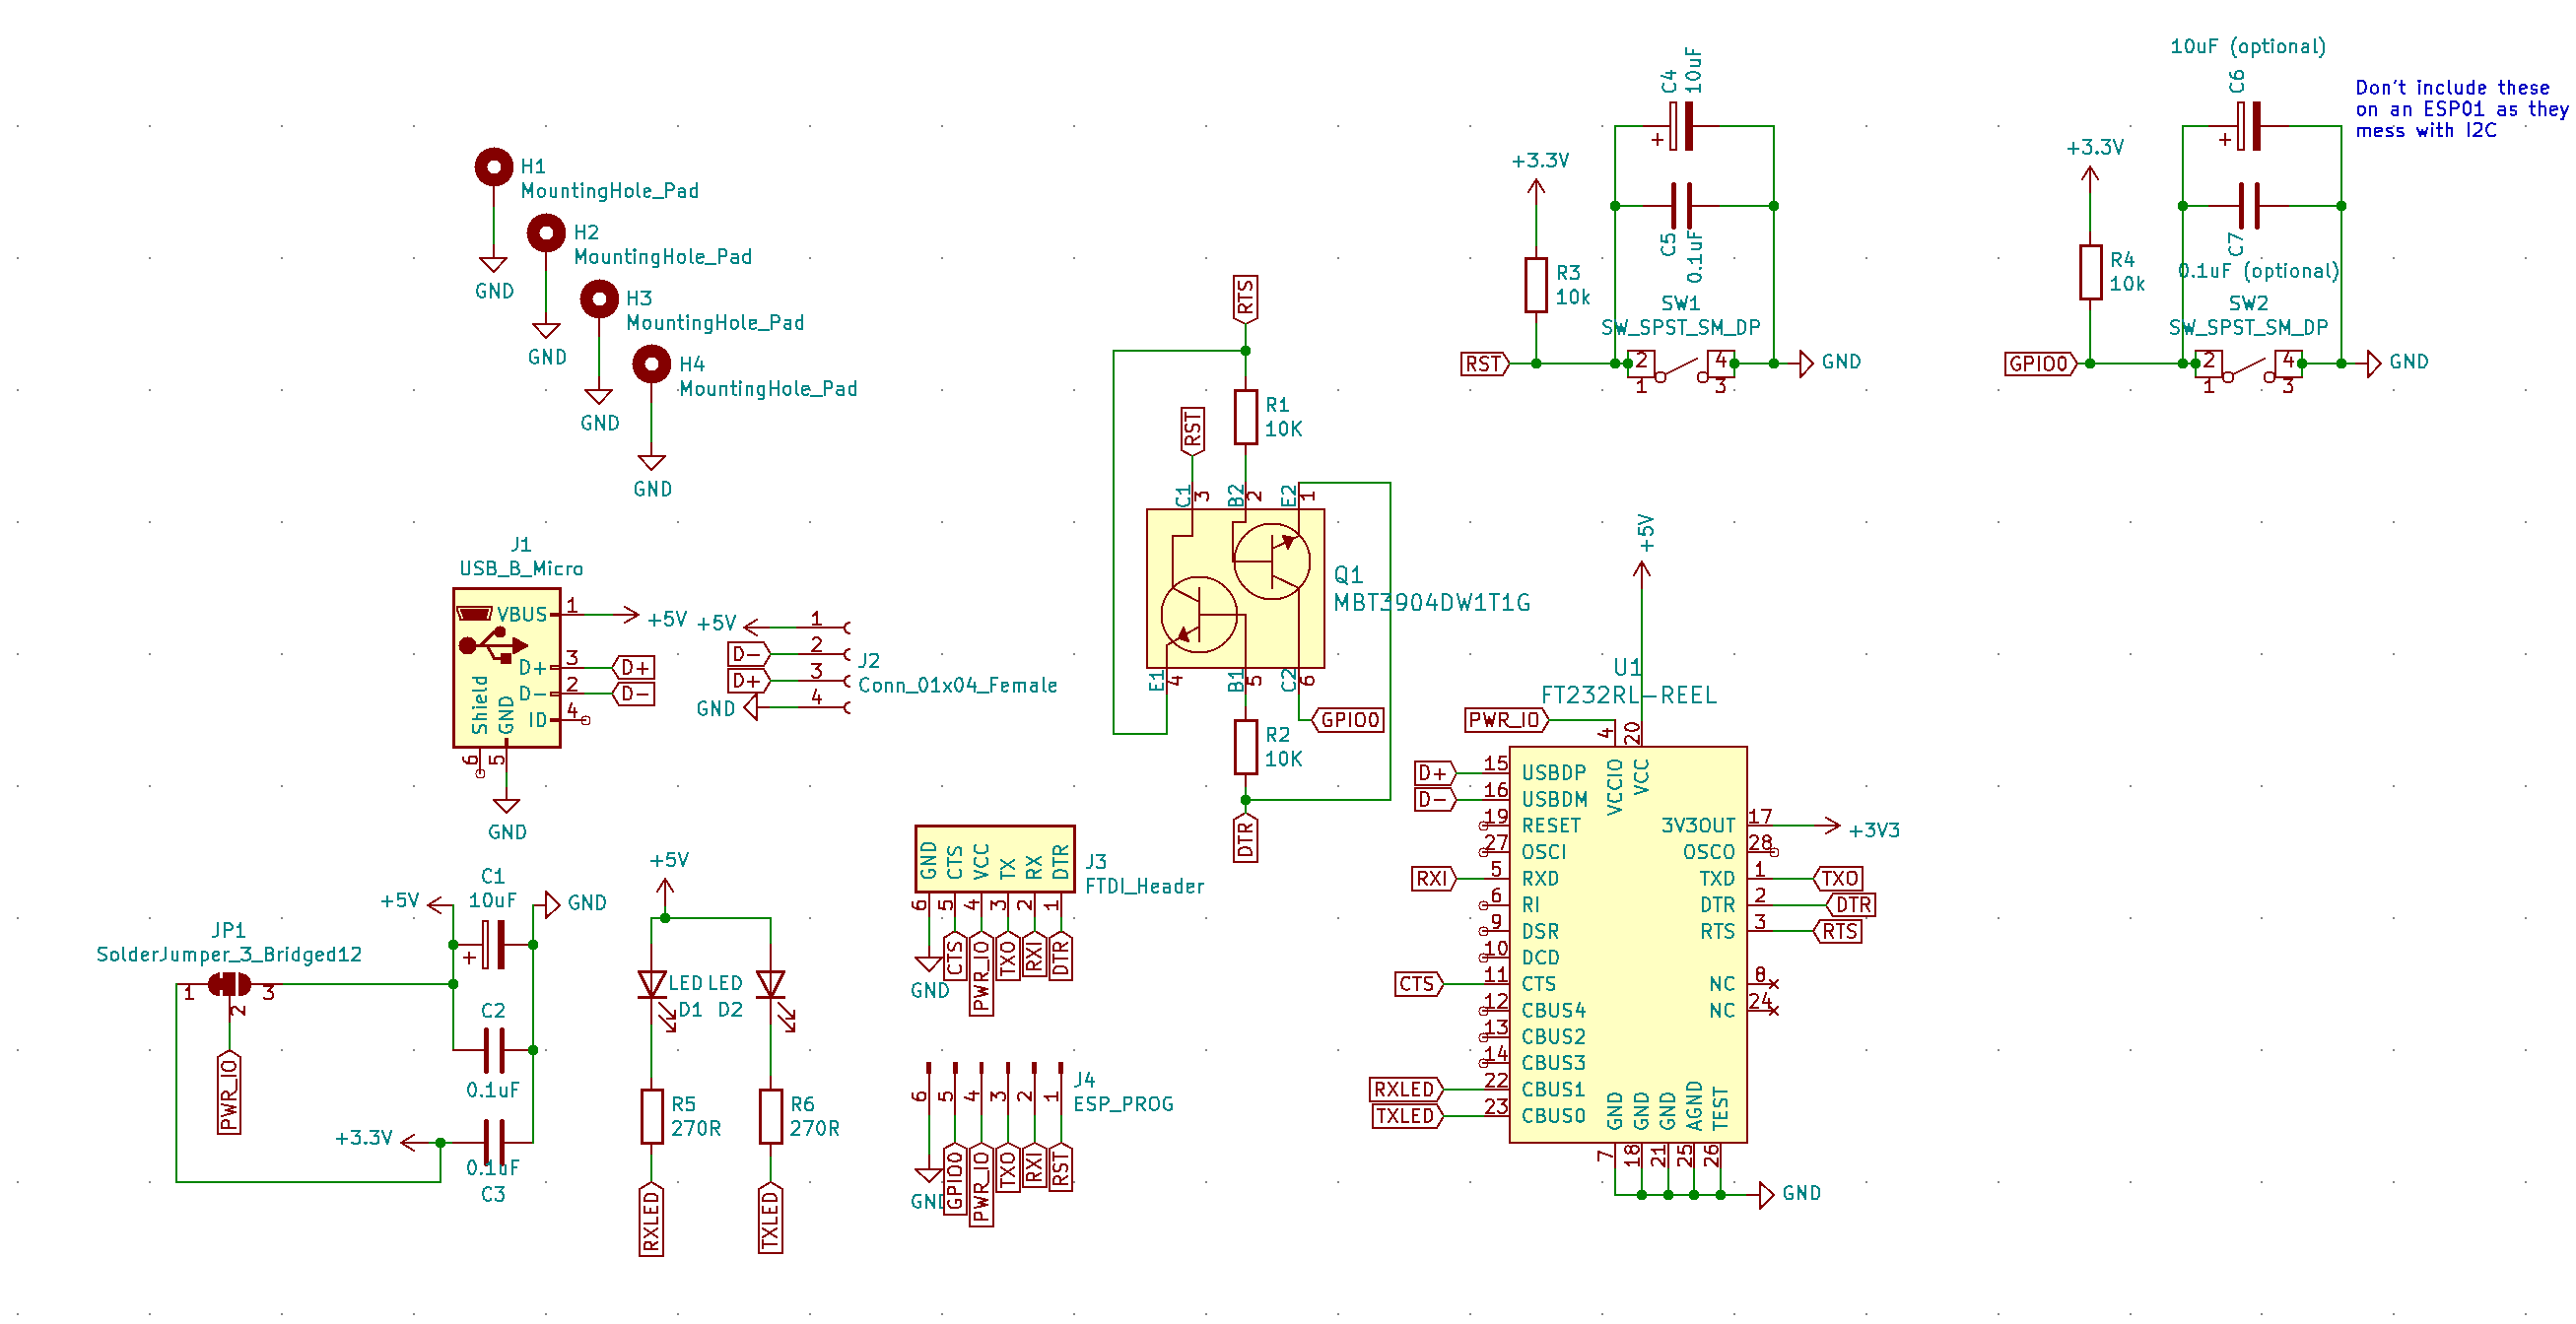 H1
MountingHole_Pad
GND
H2
MountingHole_Pad
GND
H3
MountingHole_Pad
GND
H4
MountingHole_Pad
GND
10uF
C4
+
+3.3V
C5
0.1uF
R3
10k
SW1
SW_SPST_SM_DP
RST
2
4
1
3
GND
10uF (optional)
C6
+
Don't include these
on an ESP01 as they
mess with I2C
+3.3V
C7
0.1uF (optional)
R4
10k
SW2
SW_SPST_SM_DP
GPIO0
2
4
1
3
GND
RTS
R1
10K
RST
C1
3
B2
2
E2
1
Q1
MBT3904DW1T1G
E1
4
B1
5
C2
6
GPIO0
R2
10K
DTR
J1
USB_B_Micro
VBUS
1
+5V
D+
3
D+
D-
2
D-
ID
4
Shield
GND
6
5
GND
+5V
1
D-
2
D+
3
GND
4
J2
Conn_01x04_Female
+5V
U1
FT232RL-REEL
PWR_IO
4
20
VCCIO
VCC
D+
15
USBDP
D-
16
USBDM
19
RESET
27
OSCI
RXI
5
RXD
6
RI
9
DSR
10
DCD
CTS
11
CTS
12
CBUS4
13
CBUS2
14
CBUS3
RXLED
22
CBUS1
TXLED
23
CBUS0
3V3OUT
17
+3V3
OSCO
28
TXD
1
TXO
DTR
2
DTR
RTS
3
RTS
NC
8
NC
24
GND
GND
GND
AGND
TEST
7
18
21
25
26
GND
C1
10uF
+5V
GND
+
JP1
SolderJumper_3_Bridged12
1
2
3
PWR_IO
C2
0.1uF
+3.3V
0.1uF
C3
+5V
LED
D1
LED
D2
R5
270R
R6
270R
RXLED
TXLED
GND
CTS
VCC
TX
RX
DTR
J3
FTDI_Header
6
5
4
3
2
1
GND
CTS
PWR_IO
TXO
RXI
DTR
J4
ESP_PROG
6
5
4
3
2
1
GND
GPIO0
PWR_IO
TXO
RXI
RST